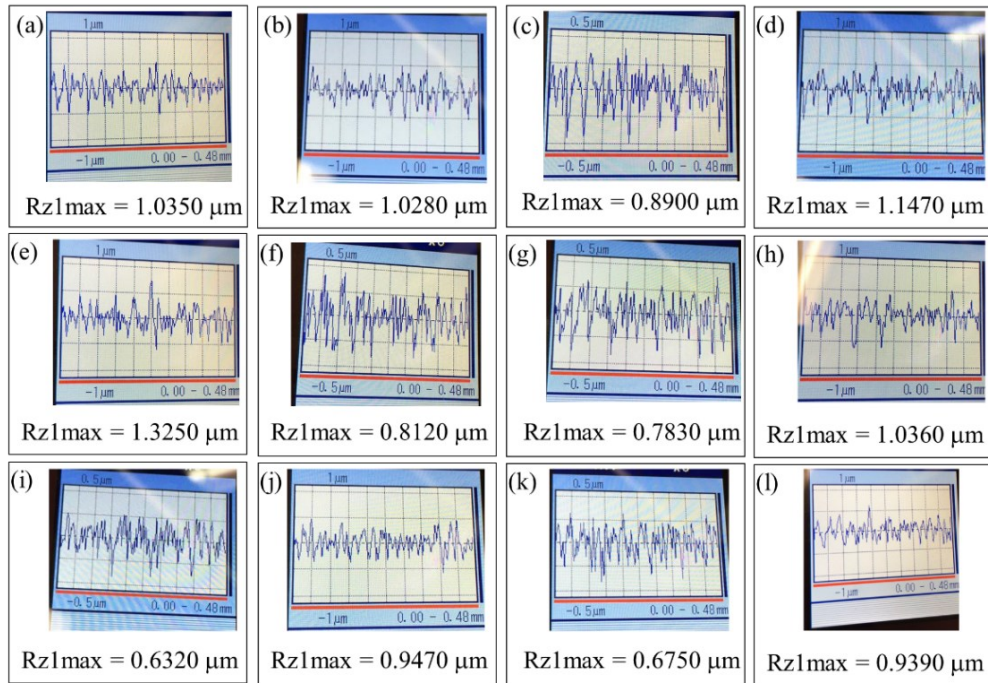 (a)
1 μm
-1 μm 0.00 - 0.48 mm
Rz1max = 1.0350 μm
(b)
1 μm
-1 μm 0.00 - 0.48 mm
Rz1max = 1.0280 μm
(c)
0.5 μm
-0.5 μm 0.00 - 0.48 mm
Rz1max = 0.8900 μm
(d)
1 μm
-1 μm 0.00 - 0.48 mm
Rz1max = 1.1470 μm
(e)
1 μm
-1 μm 0.00 - 0.48 mm
Rz1max = 1.3250 μm
(f)
0.5 μm
-0.5 μm 0.00 - 0.48 mm
Rz1max = 0.8120 μm
(g)
0.5 μm
-0.5 μm 0.00 - 0.48 mm
Rz1max = 0.7830 μm
(h)
1 μm
-1 μm 0.00 - 0.48 mm
Rz1max = 1.0360 μm
(i)
0.5 μm
-0.5 μm 0.00 - 0.48 mm
Rz1max = 0.6320 μm
(j)
1 μm
-1 μm 0.00 - 0.48 mm
Rz1max = 0.9470 μm
(k)
0.5 μm
-0.5 μm 0.00 - 0.48 mm
Rz1max = 0.6750 μm
(l)
1 μm
-1 μm 0.00 - 0.48 mm
Rz1max = 0.9390 μm